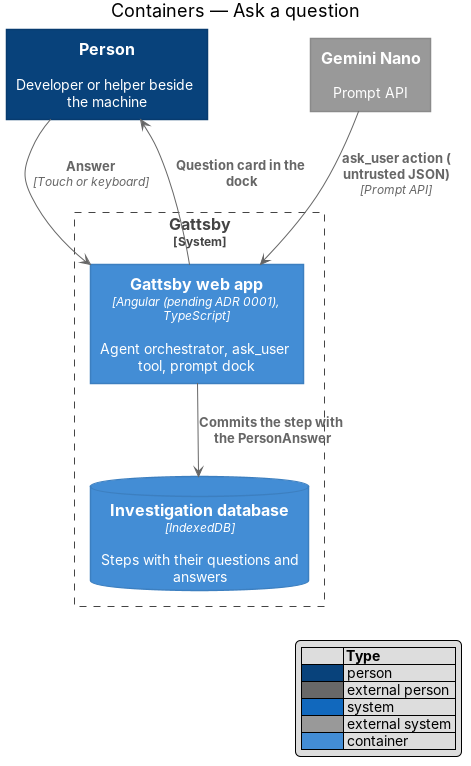 Containers — Ask a question
Person
Developer or helper beside
the machine
Gemini Nano
Prompt API
Answer
[Touch or keyboard]
Question card in the
dock
ask_user action (
untrusted JSON)
[Prompt API]
Gattsby
[System]
Gattsby web app
[Angular (pending ADR 0001),
TypeScript]
Agent orchestrator, ask_user
tool, prompt dock
Commits the step with
the PersonAnswer
Investigation database
[IndexedDB]
Steps with their questions and
answers
Type
person
external person
system
external system
container